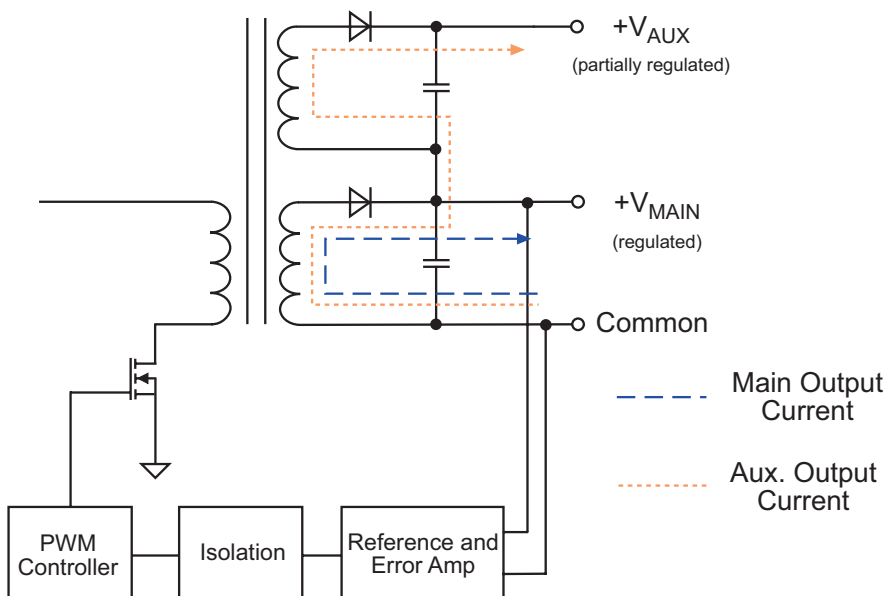 +VAUX
(partially regulated)
+VMAIN
(regulated)
Common
Main Output
Current
Aux. Output
Current
PWM
Controller
Isolation
Reference and
Error Amp